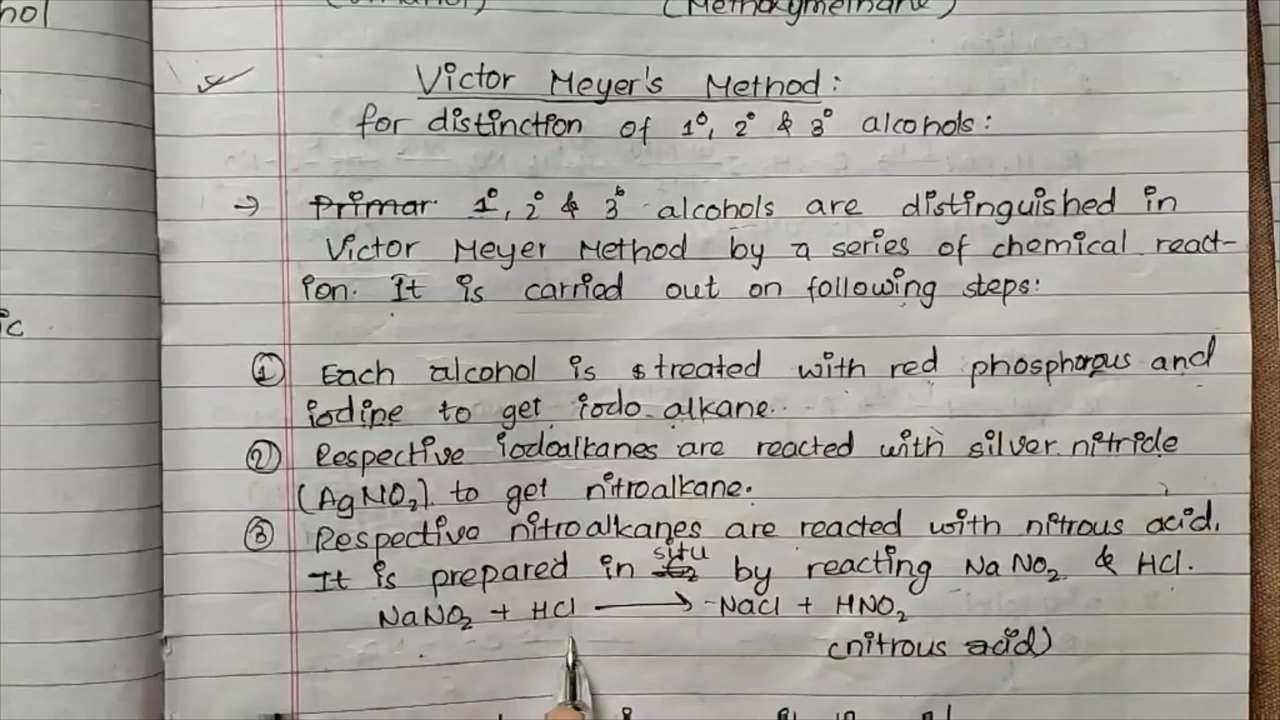 nol
(Methoxymethane)
Victor Meyer's Method:
for distinction of 1°, 2° & 3° alcohols:
→ Primar 1°, 2° & 3° alcohols are distinguished in
Victor Meyer Method by a series of chemical react-
ion. It is carried out on following steps:
ic
① Each alcohol is treated with red phosphorous and
iodine to get iodo alkane.
② Respective iodoalkanes are reacted with silver nitride
(AgNO₂) to get nitroalkane.
③ Respective nitroalkanes are reacted with nitrous acid.
It is prepared in situ by reacting NaNO₂ & HCl.
NaNO₂ + HCl ⟶ NaCl + HNO₂
(nitrous acid)